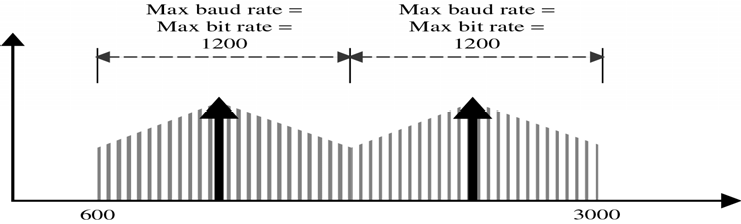 Max baud rate =
Max bit rate =
1200
Max baud rate =
Max bit rate =
1200
600
3000